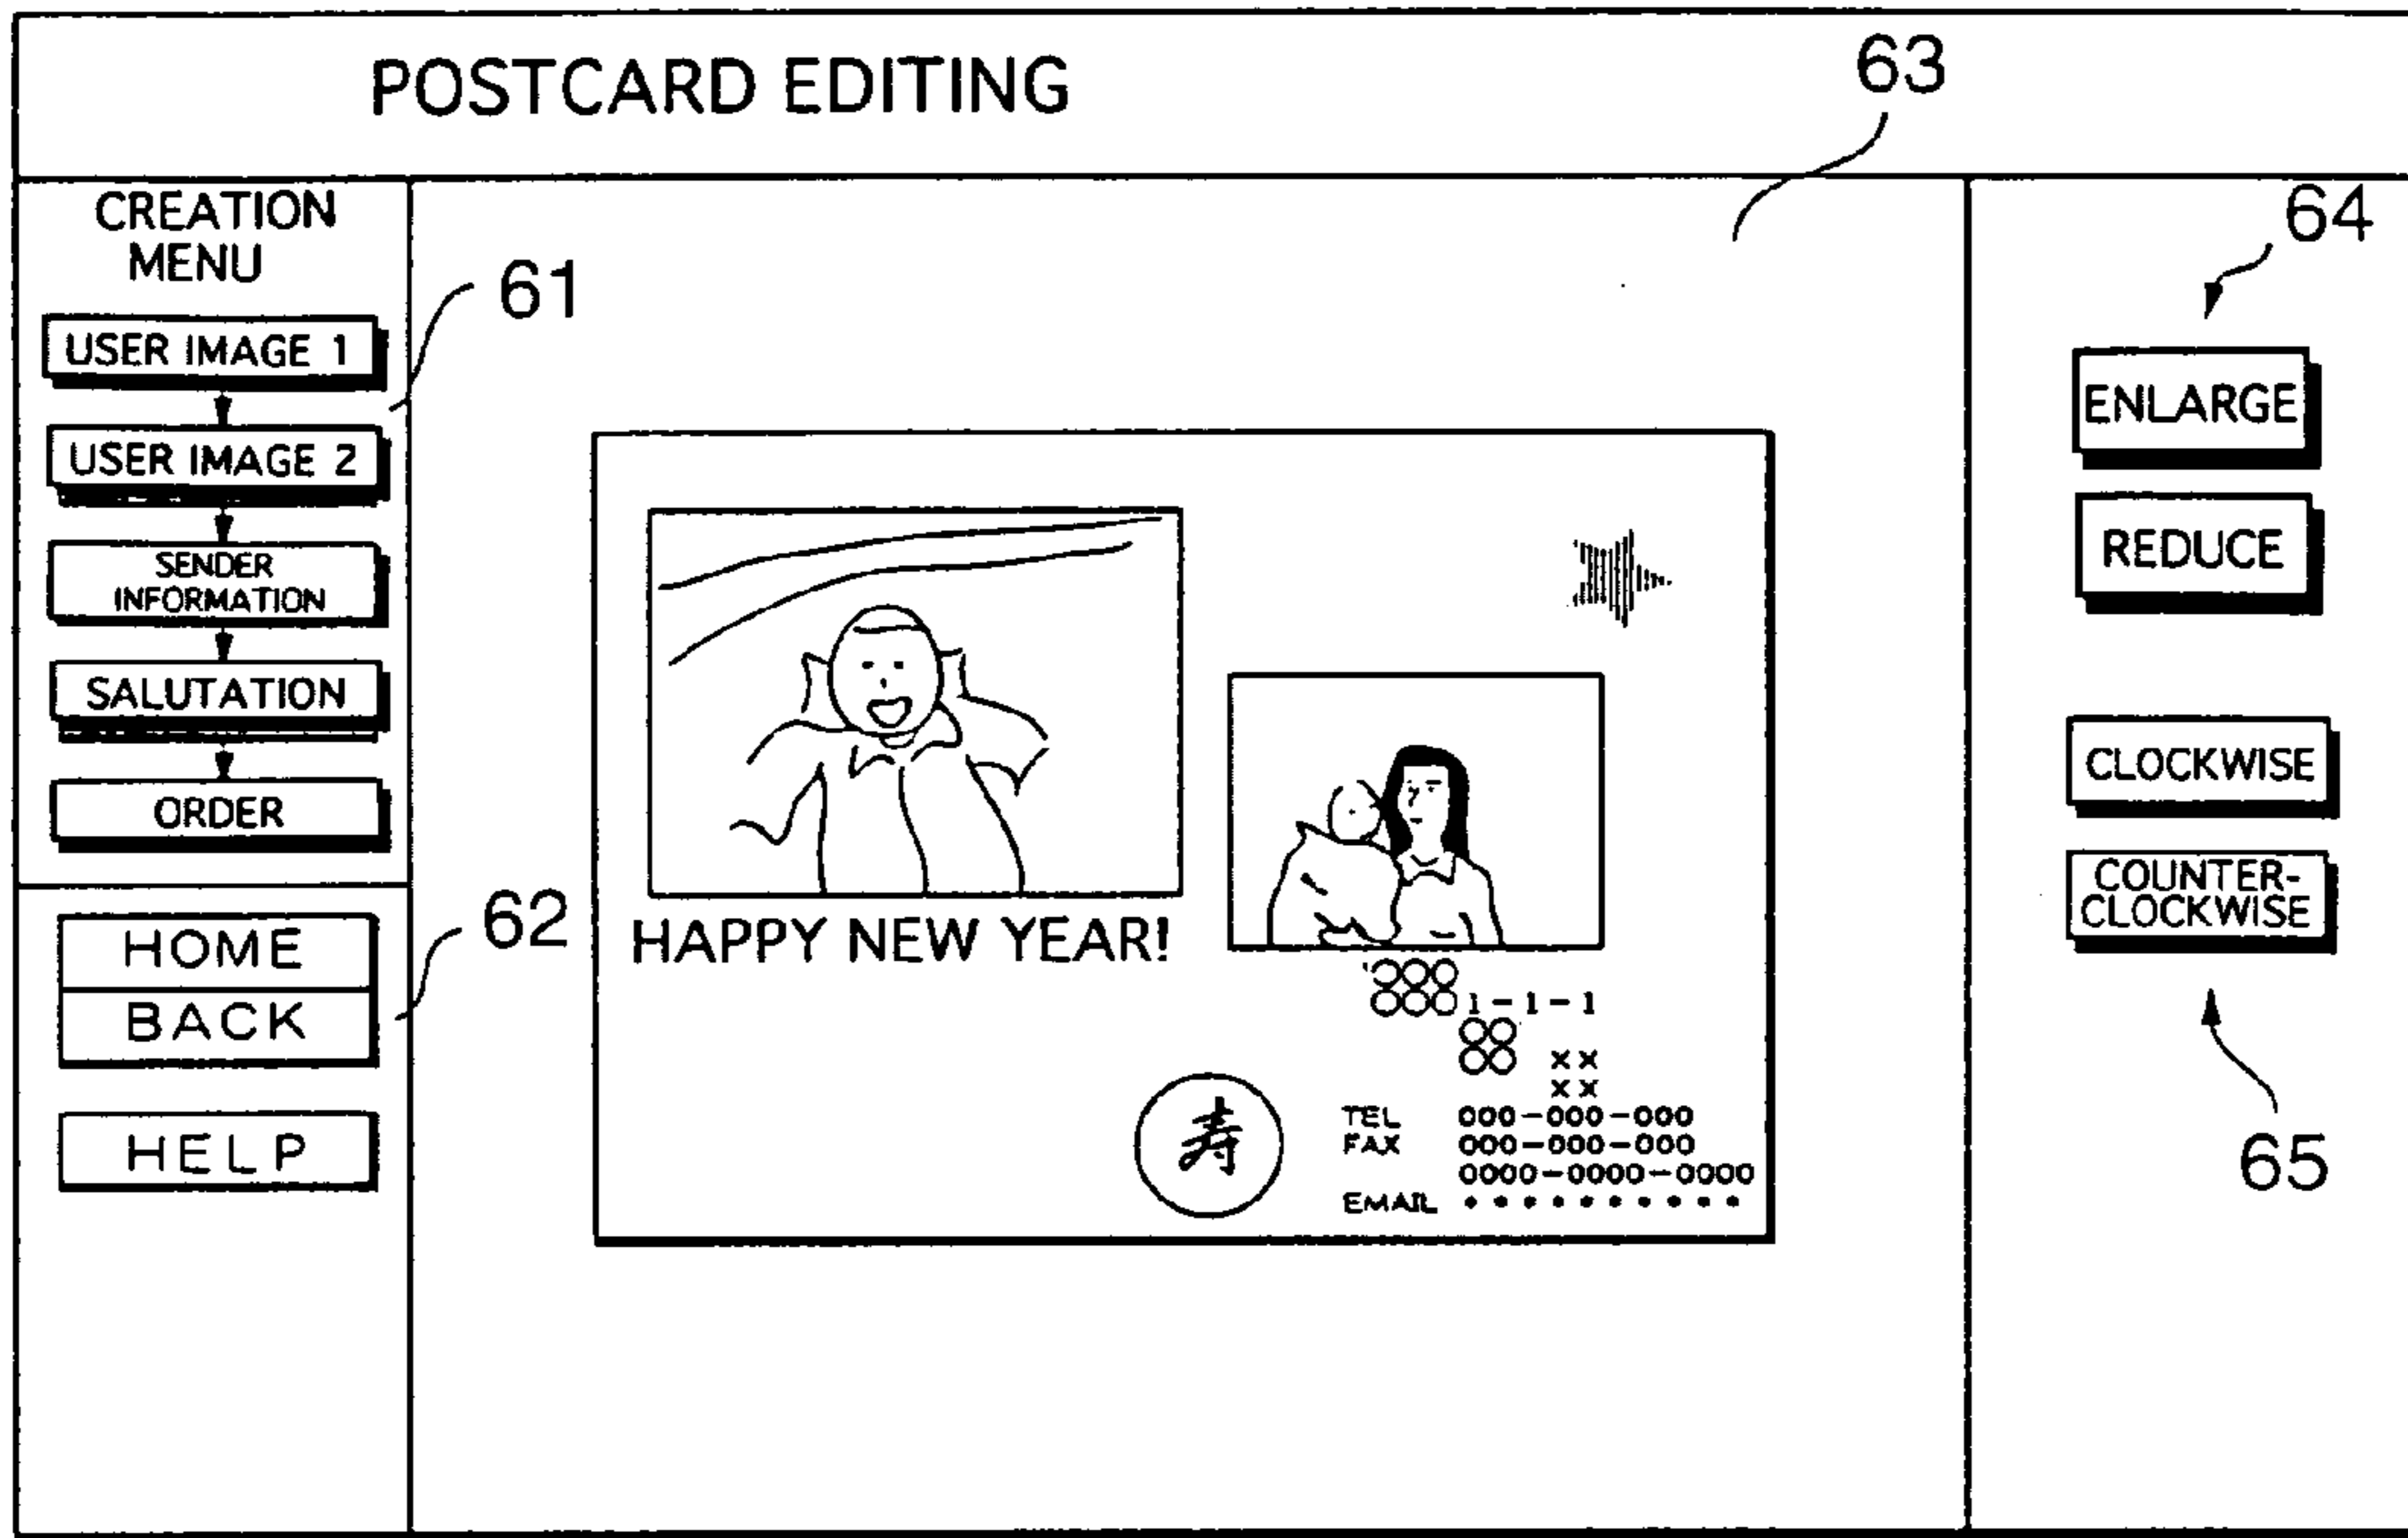 POSTCARD EDITING
63
CREATION
MENU
USER IMAGE 1
USER IMAGE 2
SENDER
INFORMATION
SALUTATION
ORDER
61
HOME
BACK
HELP
62
HAPPY NEW YEAR!
○○○
○○○1-1-1
○○
○○ ××
××
寿
TEL 000-000-000
FAX 000-000-000
0000-0000-0000
EMAIL • • • • • • • • • •
64
ENLARGE
REDUCE
CLOCKWISE
COUNTER-
CLOCKWISE
65